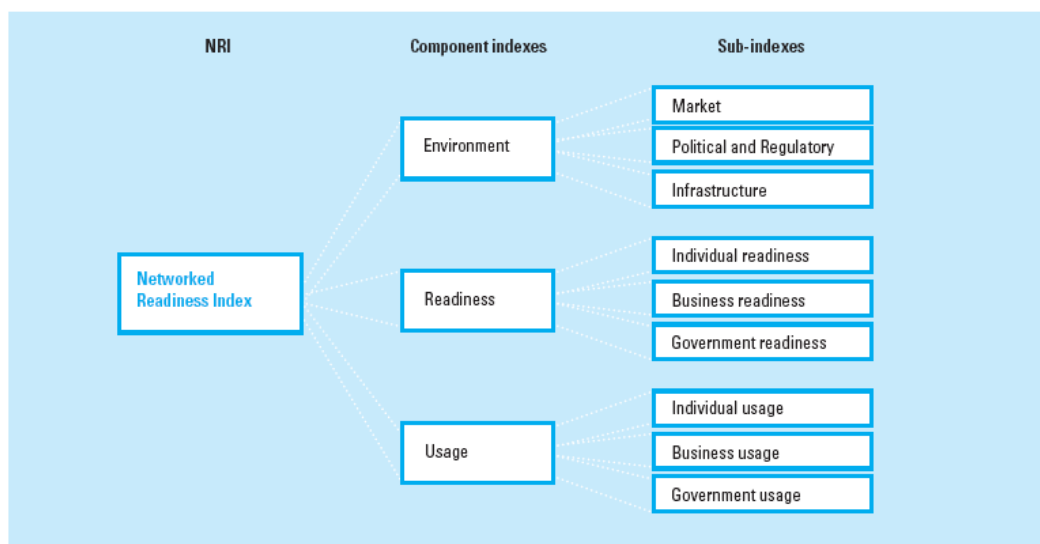 NRI
Component indexes
Sub-indexes
Networked
Readiness Index
Environment
Market
Political and Regulatory
Infrastructure
Readiness
Individual readiness
Business readiness
Government readiness
Usage
Individual usage
Business usage
Government usage